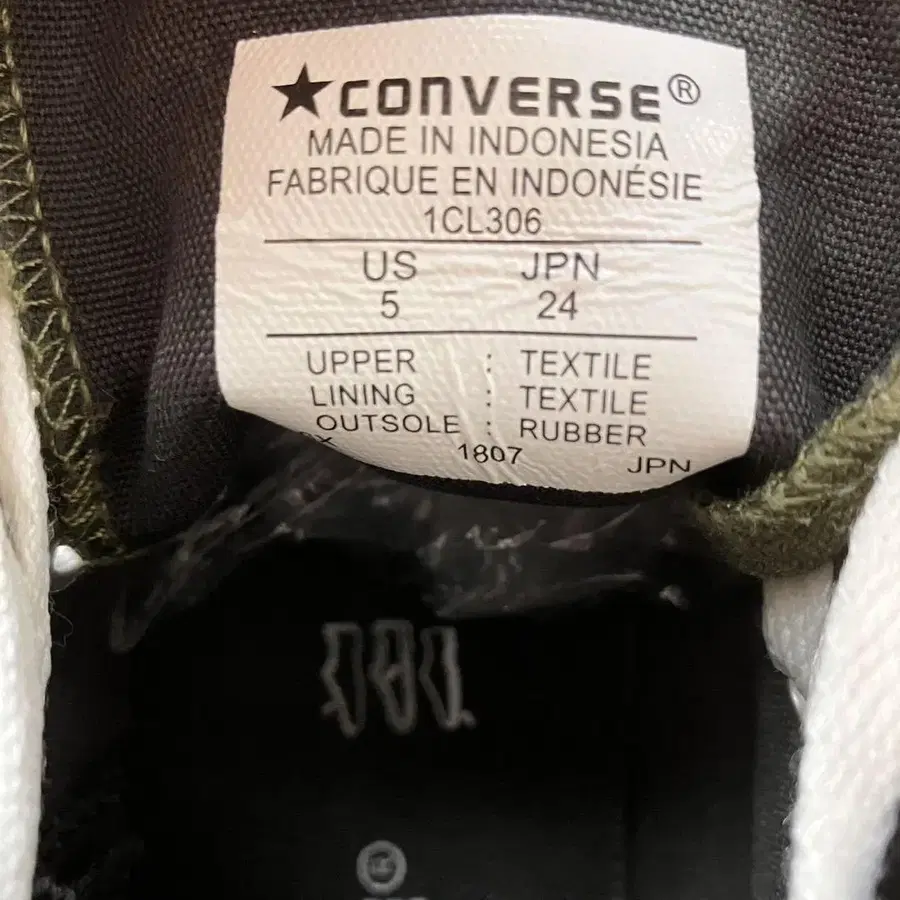 ★CONVERSE®
MADE IN INDONESIA
FABRIQUE EN INDONÉSIE
1CL306
US JPN
5 24
UPPER : TEXTILE
LINING : TEXTILE
OUTSOLE : RUBBER
1807 JPN